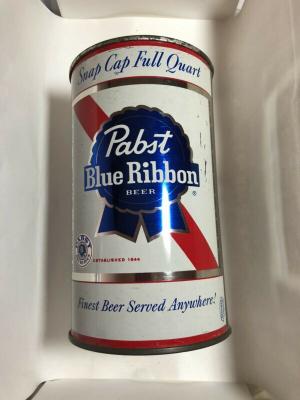 Snap Cap Full Quart
Pabst
Blue Ribbon
BEER
®
ESTABLISHED 1844
Finest Beer Served Anywhere!